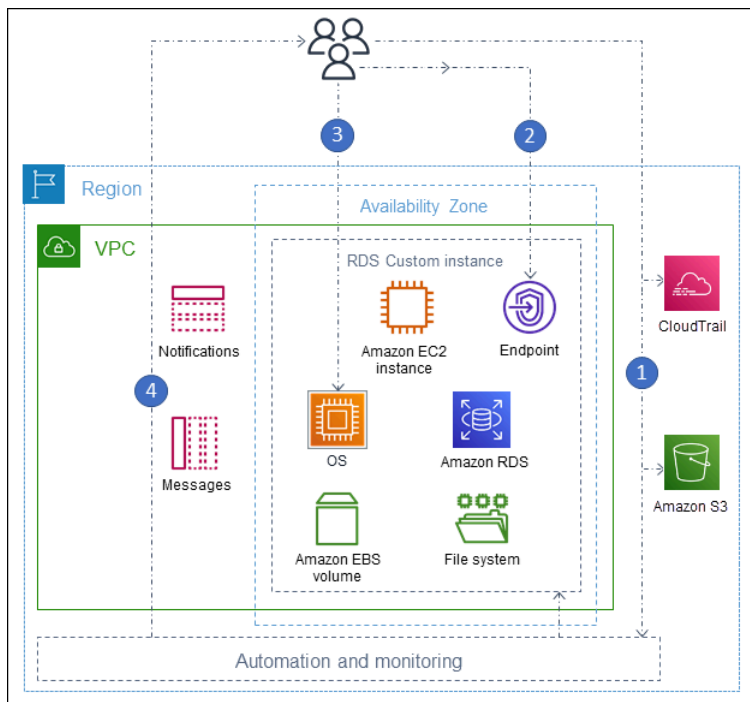 3
2
Region
Availability Zone
VPC
RDS Custom instance
Notifications
Amazon EC2
instance
Endpoint
CloudTrail
4
1
Messages
OS
Amazon RDS
Amazon S3
Amazon EBS
volume
File system
Automation and monitoring